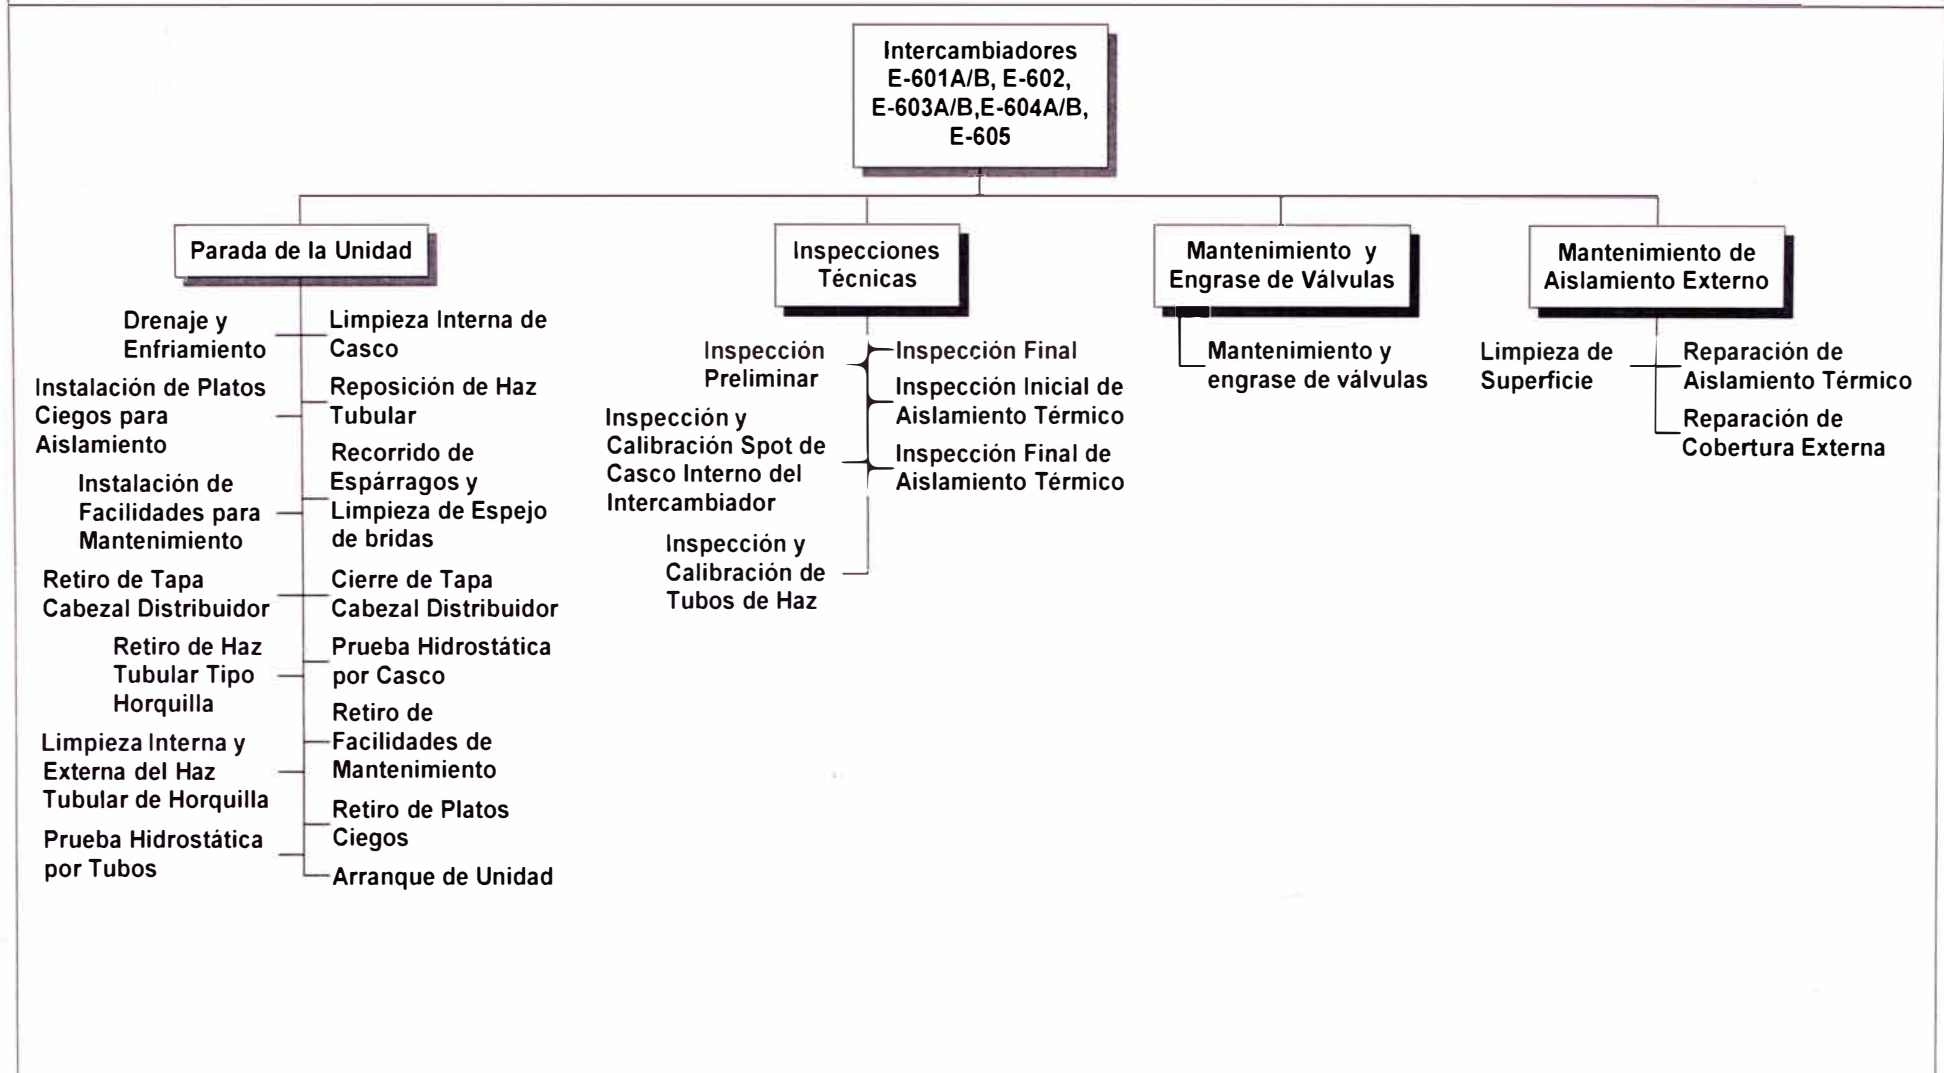 Intercambiadores
E-601A/B, E-602,
E-603A/B,E-604A/B,
E-605
Parada de la Unidad
Drenaje y
Enfriamiento
Instalación de Platos
Ciegos para
Aislamiento
Instalación de
Facilidades para
Mantenimiento
Retiro de Tapa
Cabezal Distribuidor
Retiro de Haz
Tubular Tipo
Horquilla
Limpieza Interna y
Externa del Haz
Tubular de Horquilla
Prueba Hidrostática
por Tubos
Limpieza Interna de
Casco
Reposición de Haz
Tubular
Recorrido de
Espárragos y
Limpieza de Espejo
de bridas
Cierre de Tapa
Cabezal Distribuidor
Prueba Hidrostática
por Casco
Retiro de
Facilidades de
Mantenimiento
Retiro de Platos
Ciegos
Arranque de Unidad
Inspecciones
Técnicas
Inspección
Preliminar
Inspección y
Calibración Spot de
Casco Interno del
Intercambiador
Inspección y
Calibración de
Tubos de Haz
Inspección Final
Inspección Inicial de
Aislamiento Térmico
Inspección Final de
Aislamiento Térmico
Mantenimiento y
Engrase de Válvulas
Mantenimiento y
engrase de válvulas
Mantenimiento de
Aislamiento Externo
Limpieza de
Superficie
Reparación de
Aislamiento Térmico
Reparación de
Cobertura Externa